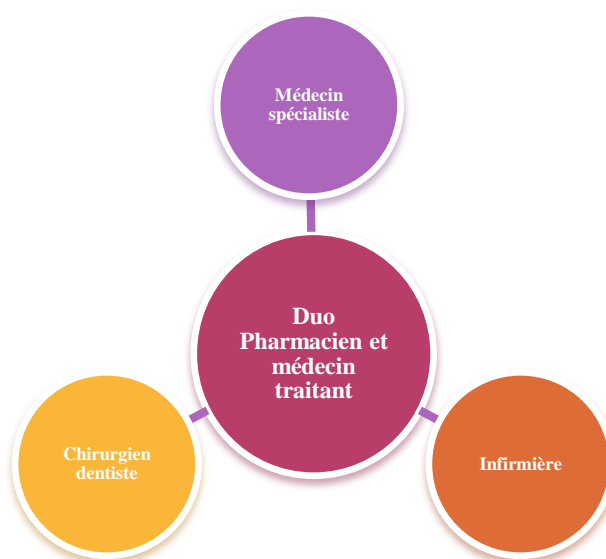 Médecin
spécialiste
Duo
Pharmacien et
médecin
traitant
Chirurgien
dentiste
Infirmière